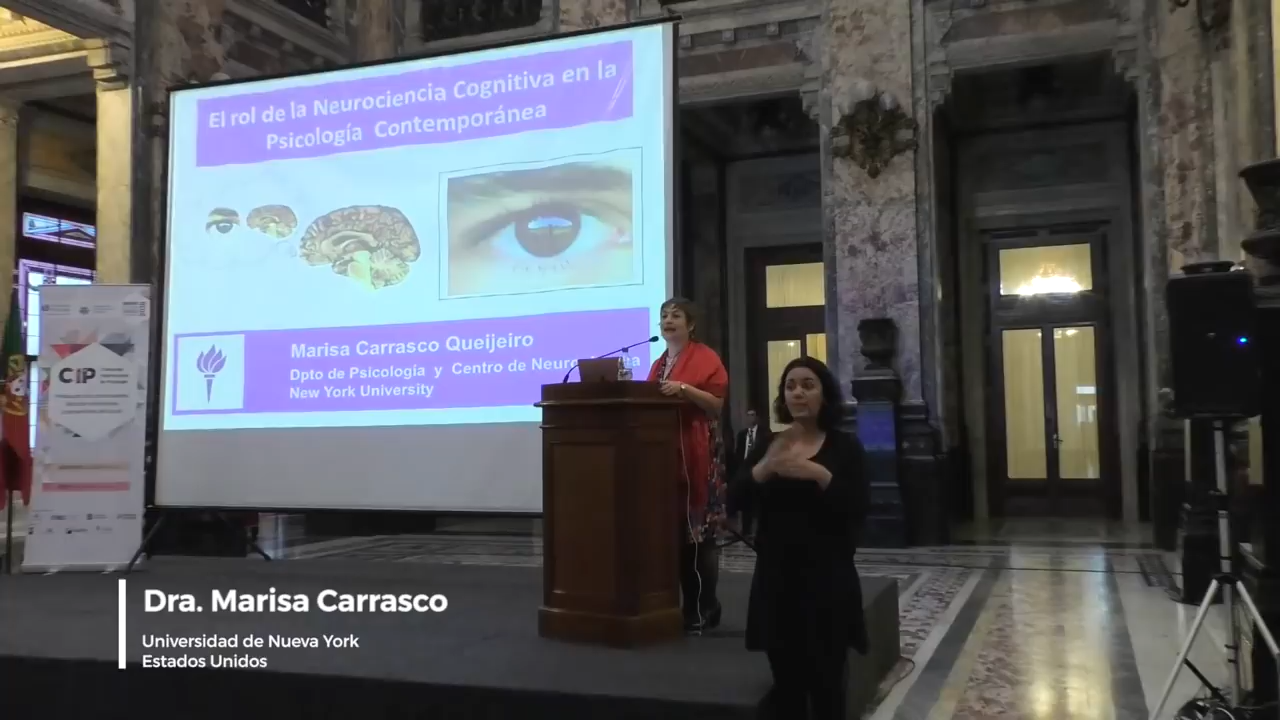 El rol de la Neurociencia Cognitiva en la
Psicología Contemporánea
Marisa Carrasco Queijeiro
Dpto de Psicología y Centro de
New York University
CIP
Dra. Marisa Carrasco
Universidad de Nueva York
Estados Unidos